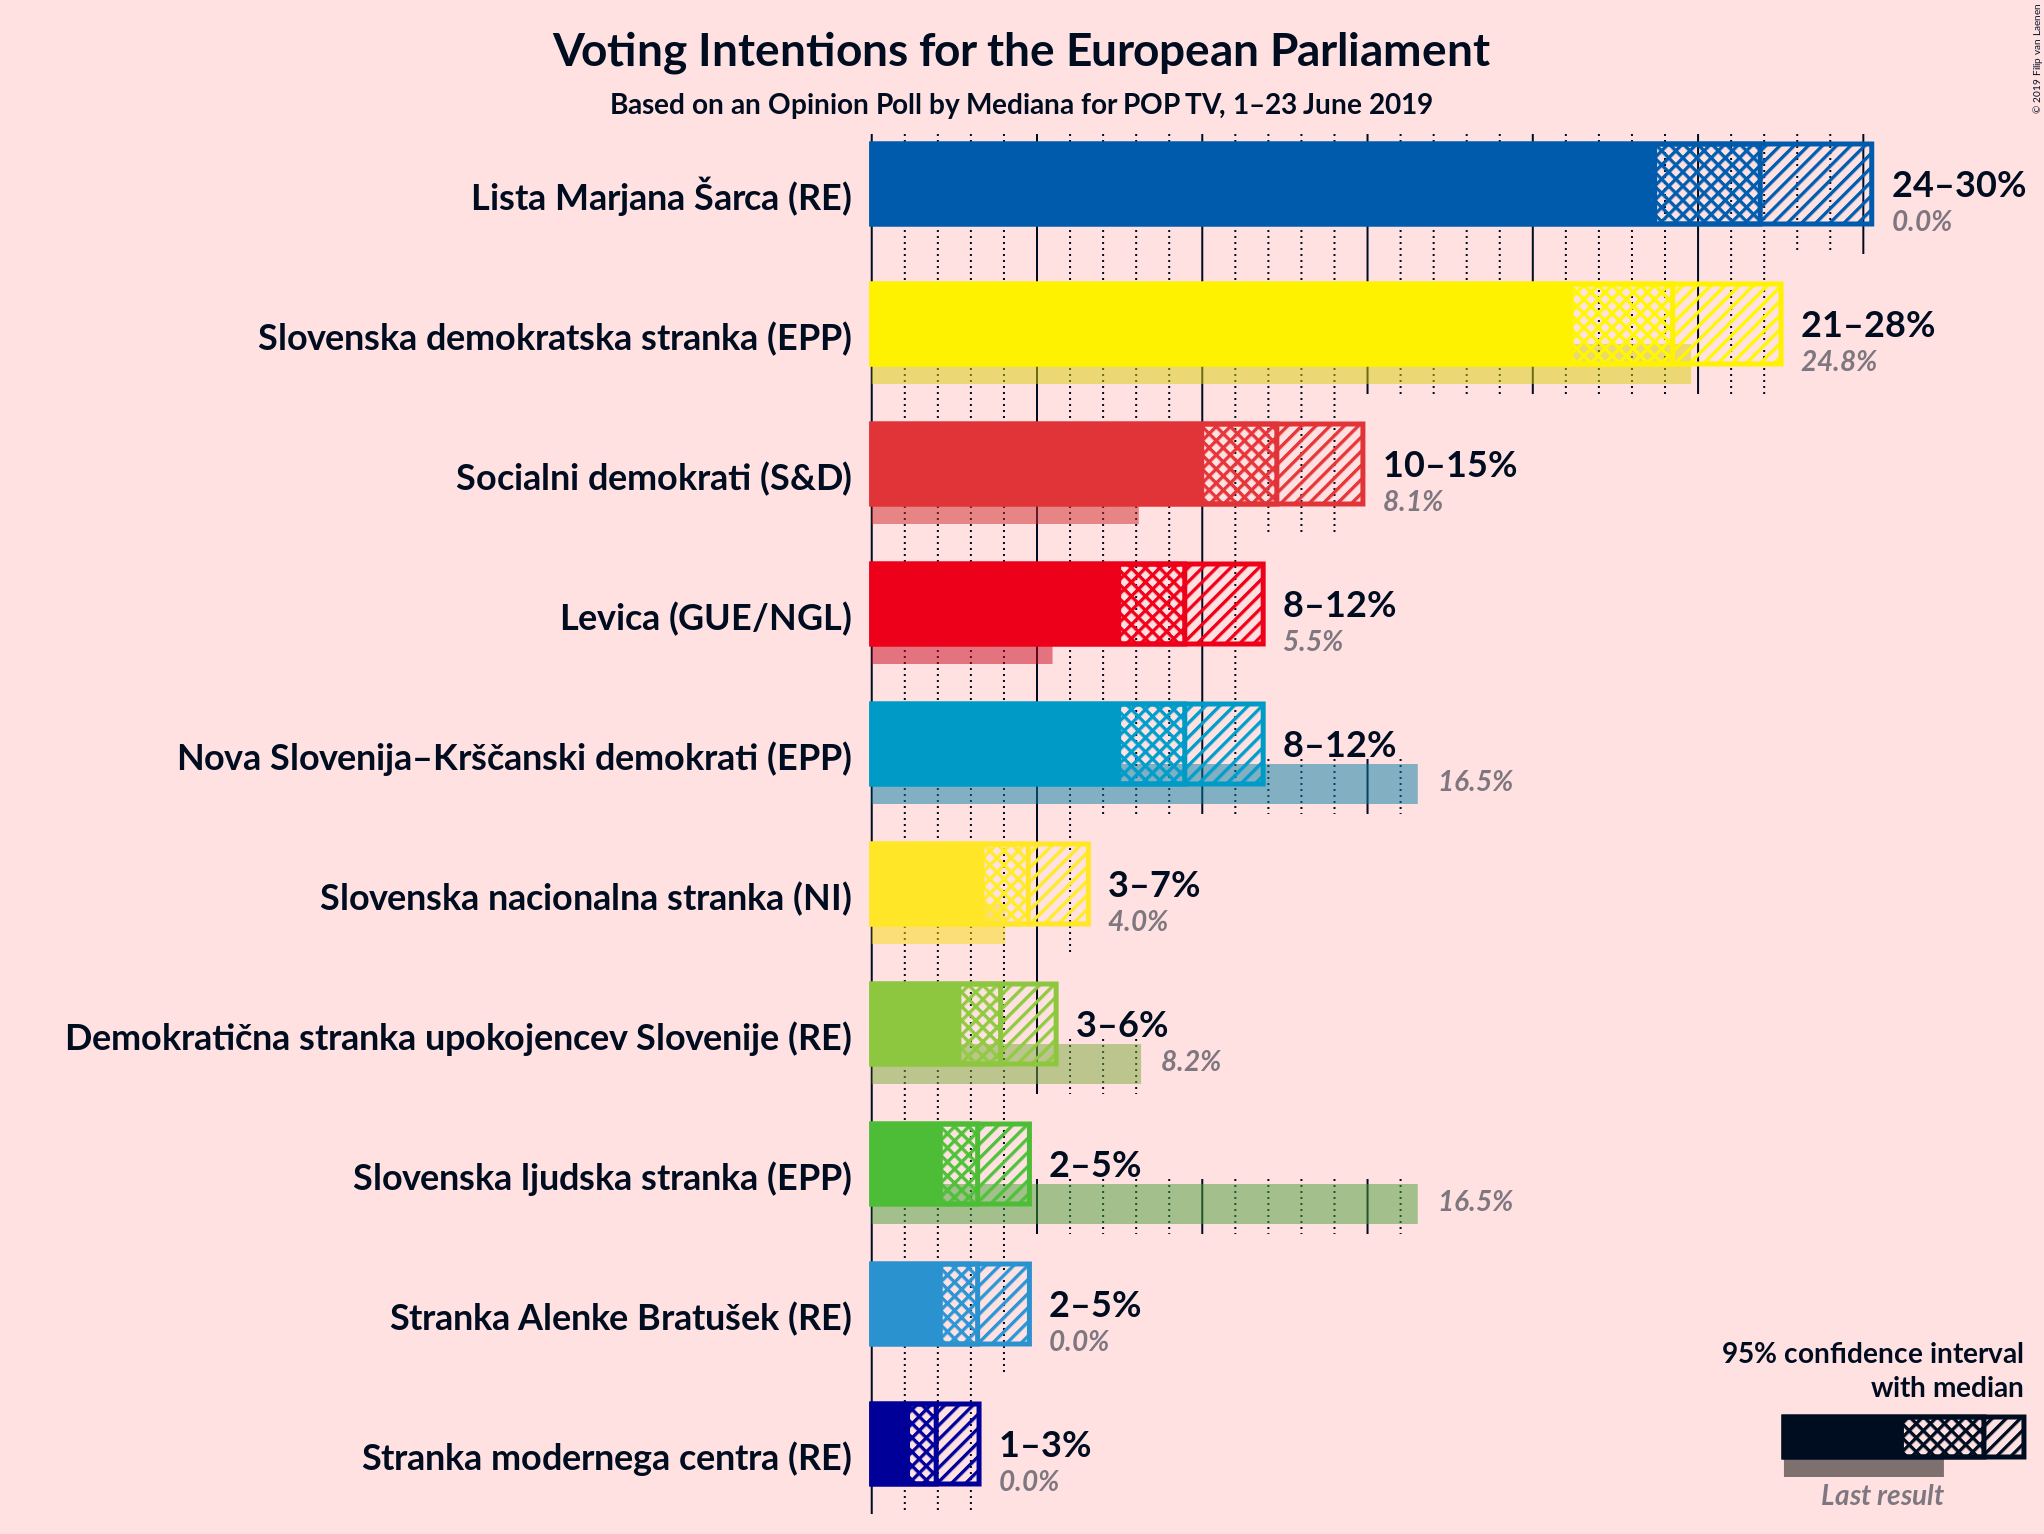 Voting Intentions for the European Parliament
Based on an Opinion Poll by Mediana for POP TV, 1–23 June 2019
© 2019 Filip van Laenen
Lista Marjana Šarca (RE)
24–30%
0.0%
Slovenska demokratska stranka (EPP)
21–28%
24.8%
Socialni demokrati (S&D)
10–15%
8.1%
Levica (GUE/NGL)
8–12%
5.5%
Nova Slovenija–Krščanski demokrati (EPP)
8–12%
16.5%
Slovenska nacionalna stranka (NI)
3–7%
4.0%
Demokratična stranka upokojencev Slovenije (RE)
3–6%
8.2%
Slovenska ljudska stranka (EPP)
2–5%
16.5%
Stranka Alenke Bratušek (RE)
2–5%
0.0%
Stranka modernega centra (RE)
1–3%
0.0%
95% confidence interval
with median
Last result